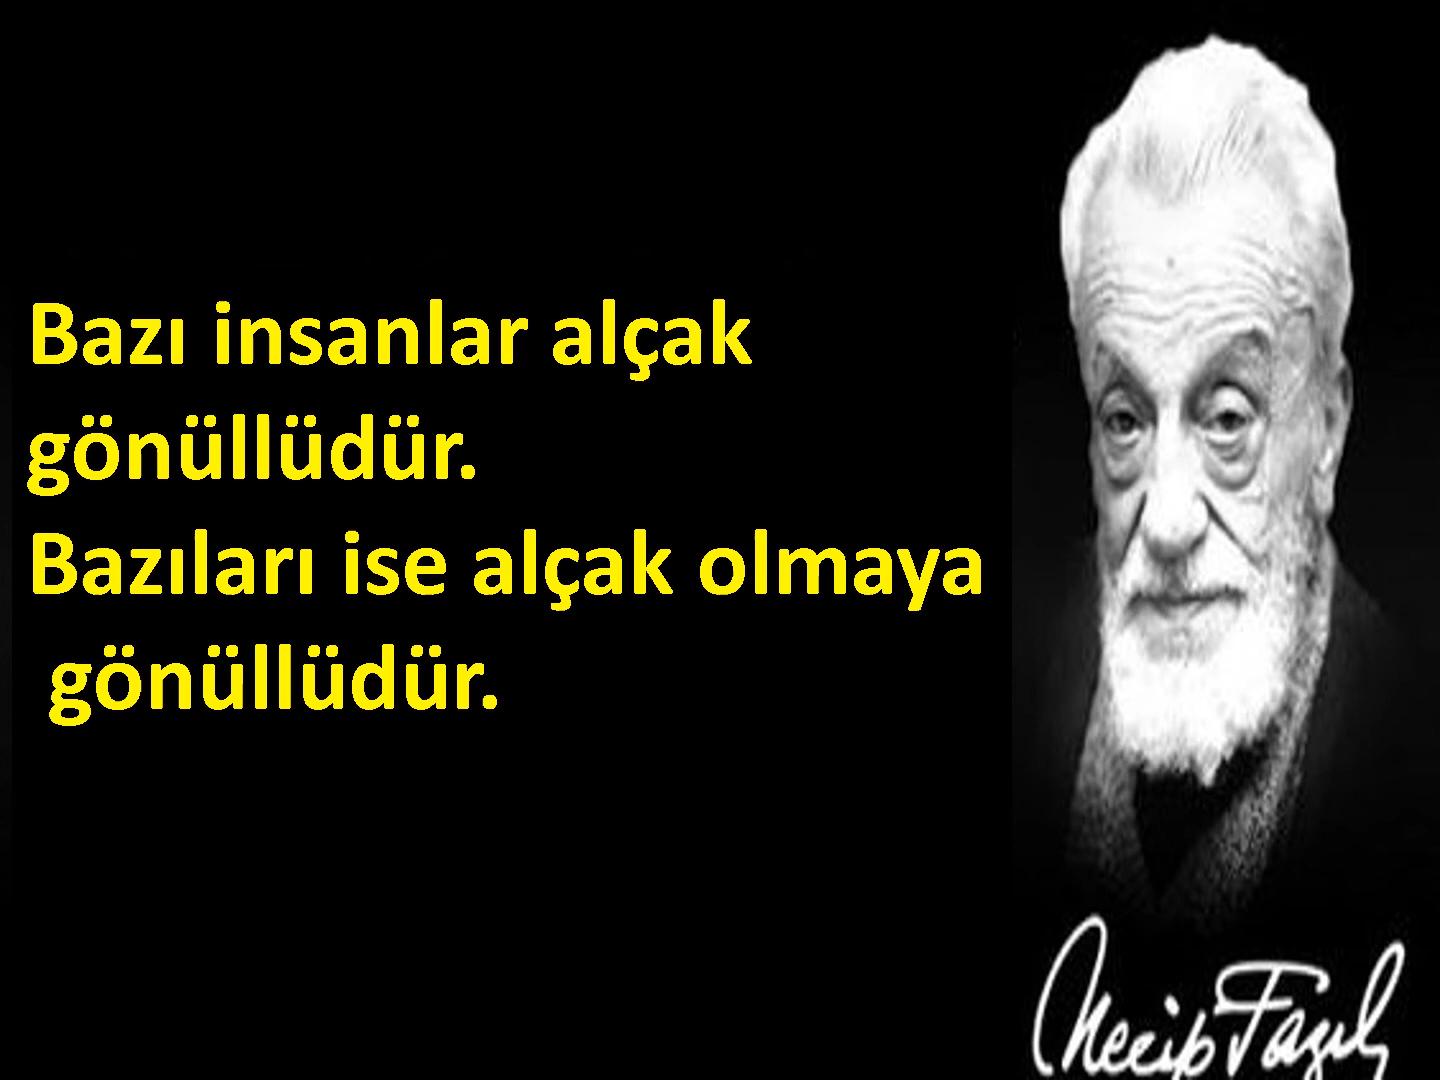 Bazı insanlar alçak
gönüllüdür.
Bazıları ise alçak olmaya
gönüllüdür.
Necip Fazıl